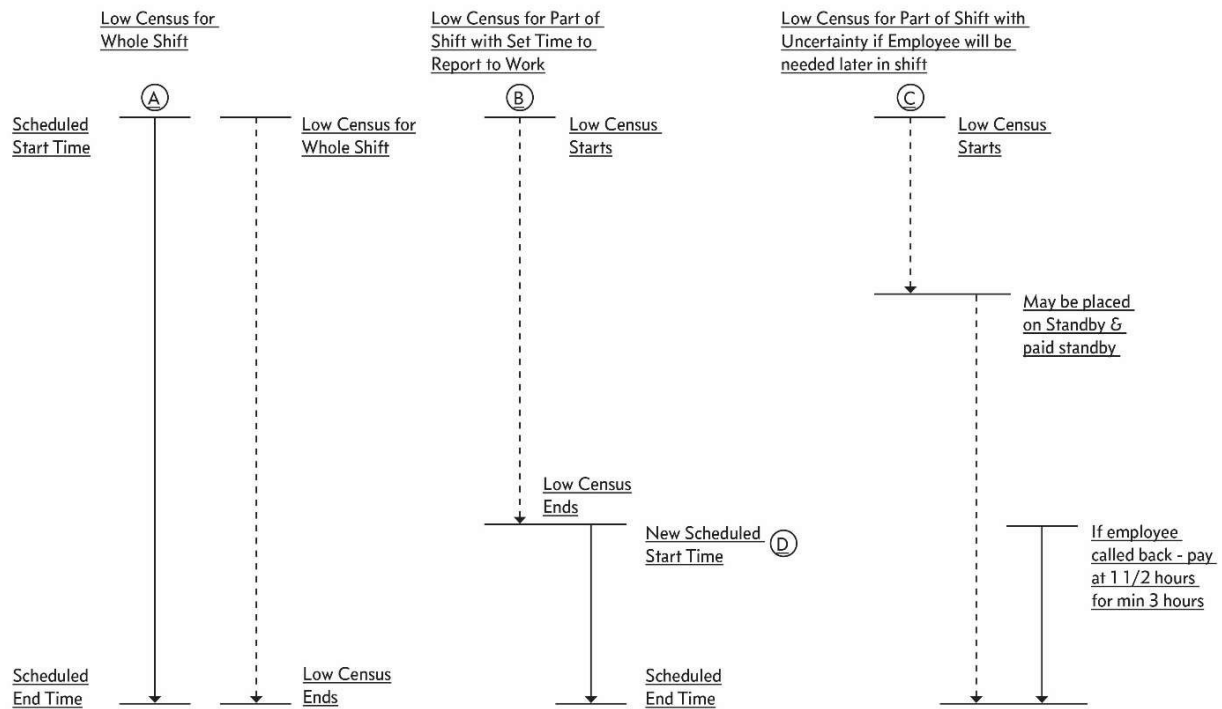 Low Census for
Whole Shift
Low Census for Part of
Shift with Set Time to
Report to Work
Low Census for Part of Shift with
Uncertainty if Employee will be
needed later in shift
A
B
C
Scheduled
Start Time
Low Census for
Whole Shift
Low Census
Starts
Low Census
Starts
May be placed
on Standby &
paid standby
Low Census
Ends
New Scheduled
Start Time
D
If employee
called back - pay
at 1 1/2 hours
for min 3 hours
Scheduled
End Time
Low Census
Ends
Scheduled
End Time